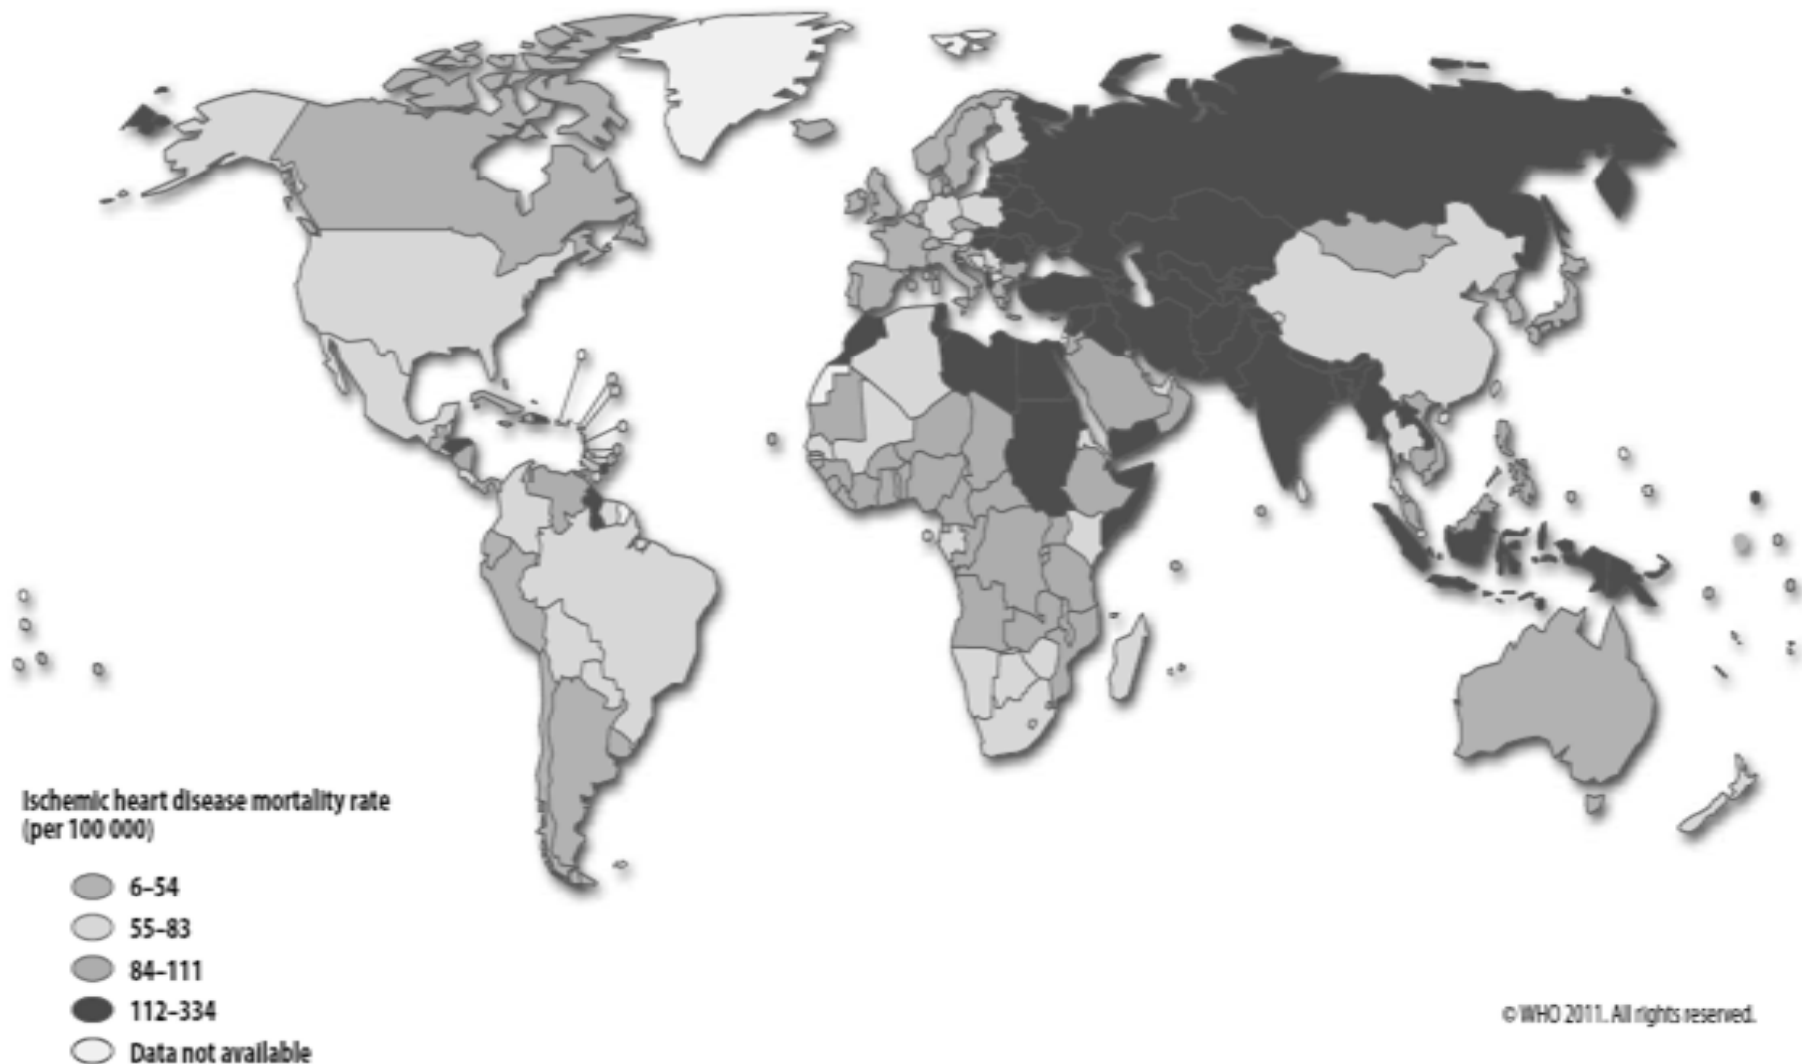 Ischemic heart disease mortality rate
(per 100 000)
6–54
55–83
84–111
112–334
Data not available
© WHO 2011. All rights reserved.